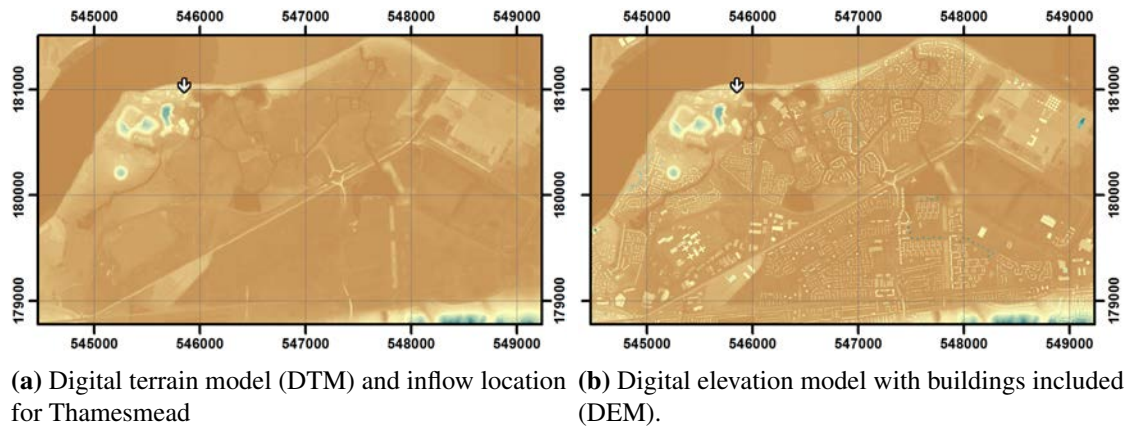 545000 546000 547000 548000 549000
545000 546000 547000 548000 549000
181000 181000 181000 181000
180000 180000 180000 180000
179000 179000 179000 179000
545000 546000 547000 548000 549000
545000 546000 547000 548000 549000
(a) Digital terrain model (DTM) and inflow location
for Thamesmead
(b) Digital elevation model with buildings included
(DEM).